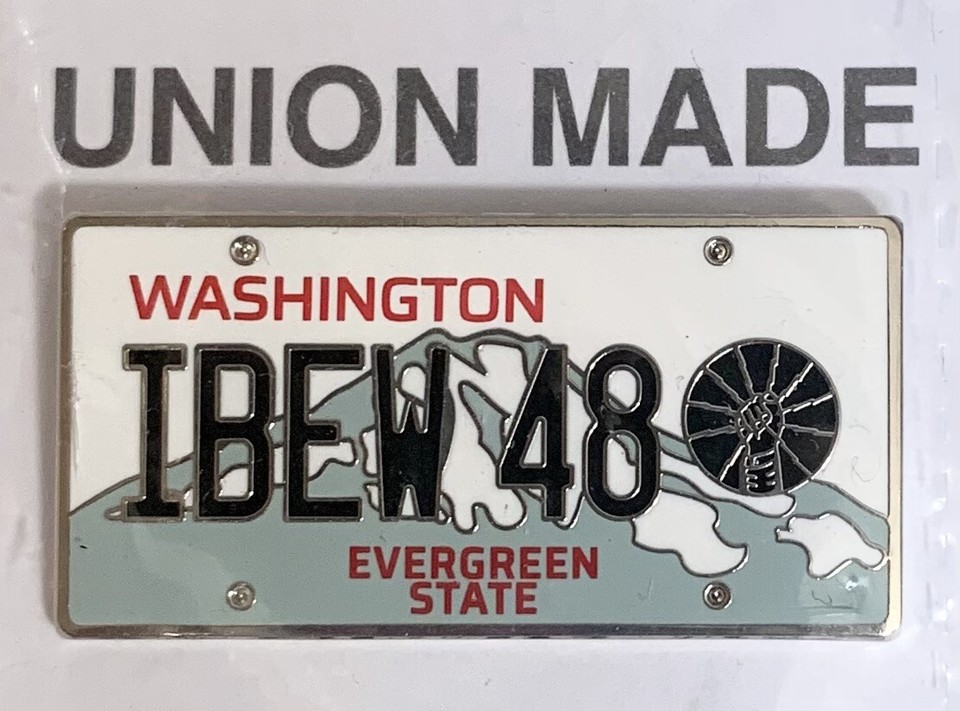 UNION MADE
WASHINGTON
IBEW 48
EVERGREEN
STATE